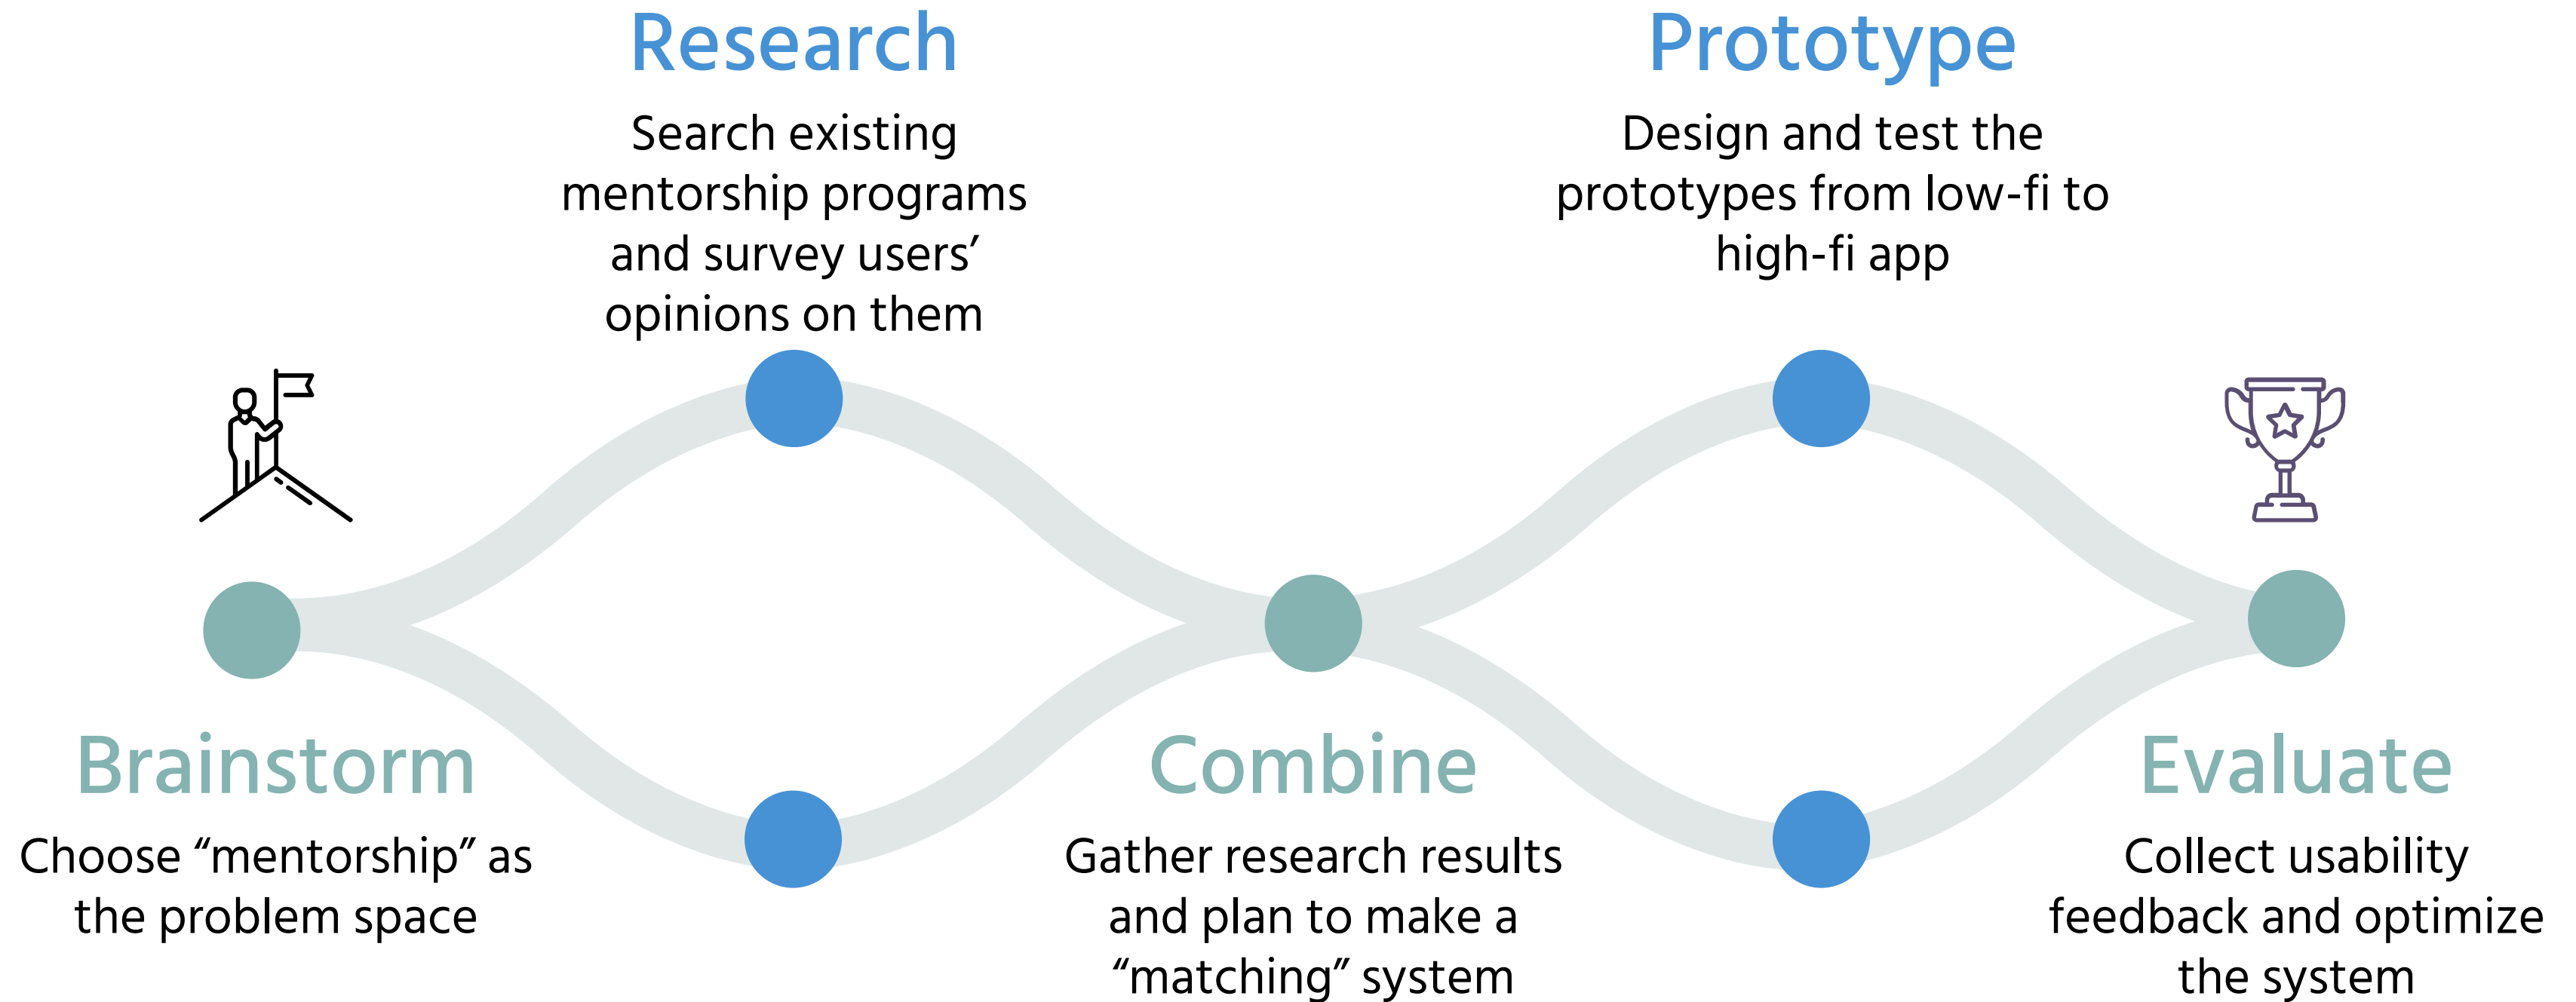 Research
Search existing
mentorship programs
and survey users’
opinions on them
Prototype
Design and test the
prototypes from low-fi to
high-fi app
Brainstorm
Choose “mentorship” as
the problem space
Combine
Gather research results
and plan to make a
“matching” system
Evaluate
Collect usability
feedback and optimize
the system